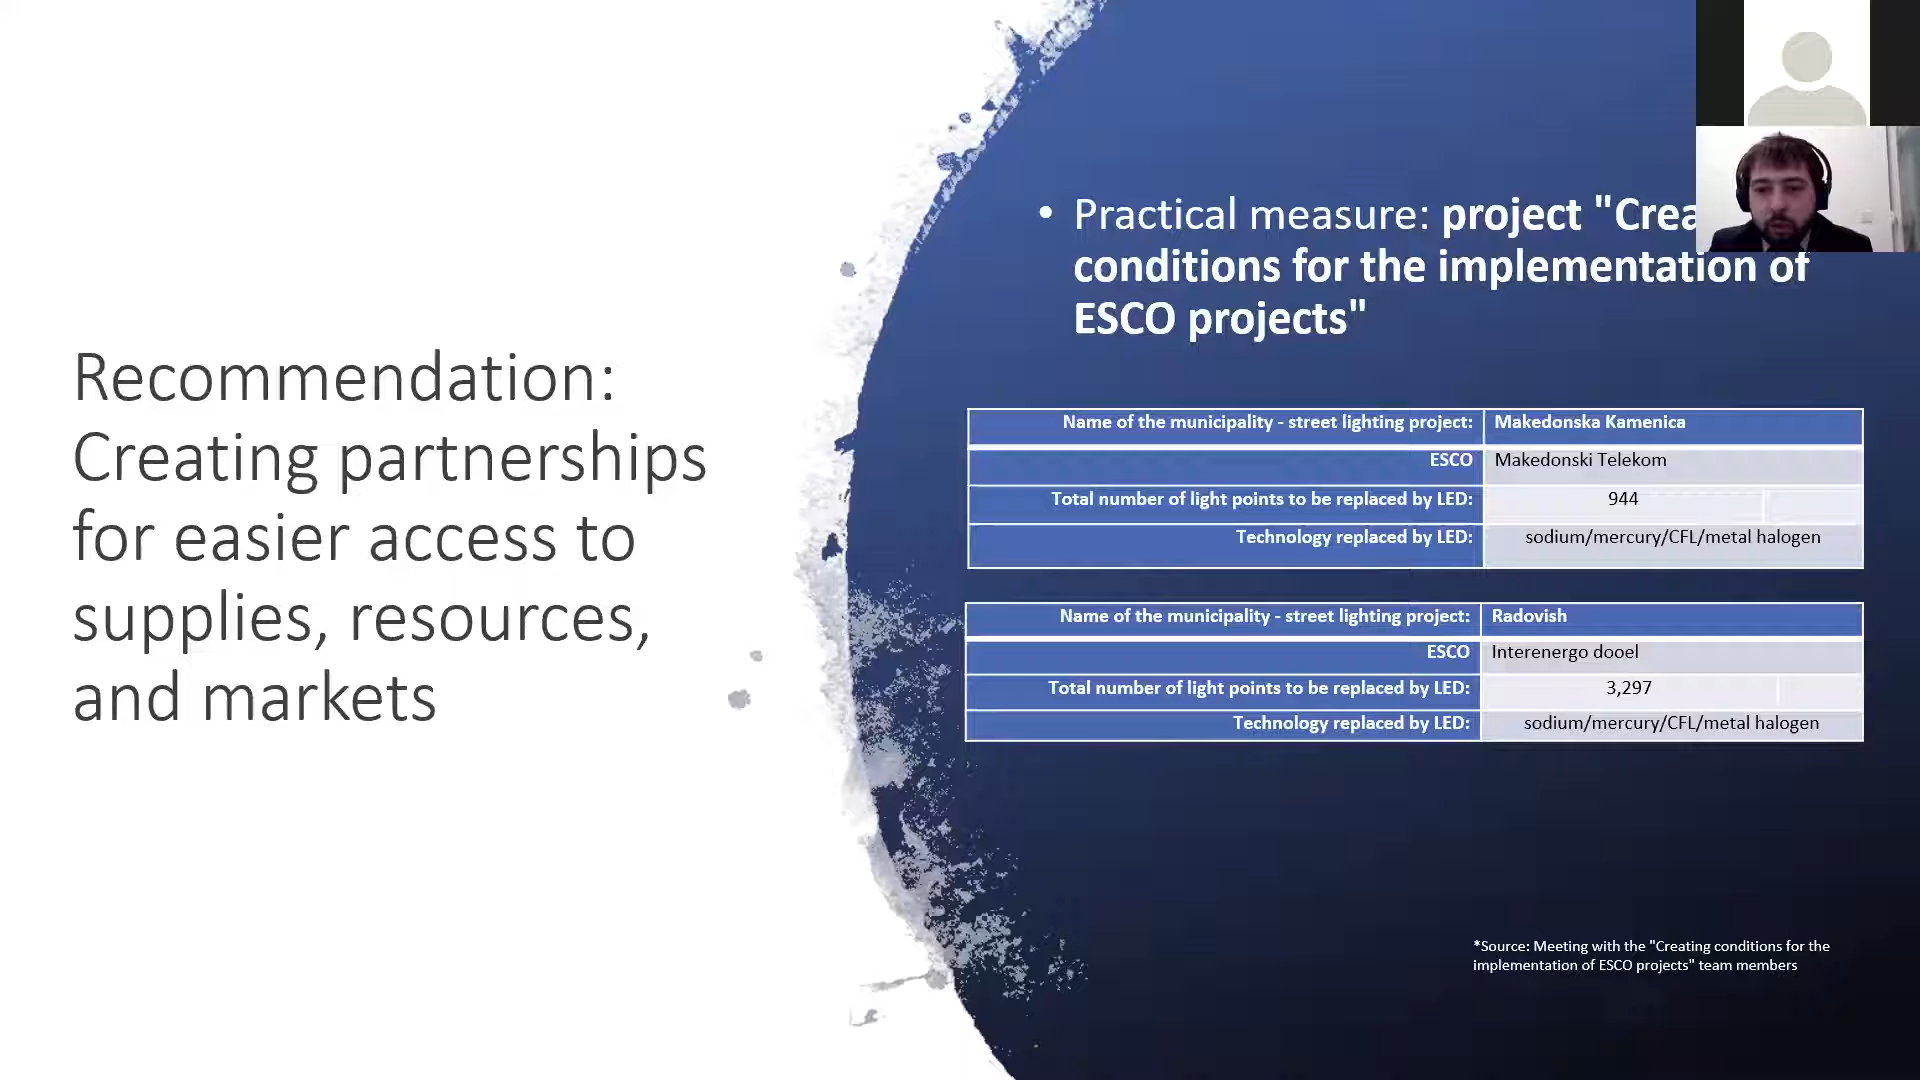 Recommendation:
Creating partnerships
for easier access to
supplies, resources,
and markets
• Practical measure: project "Crea
conditions for the implementation of
ESCO projects"
Name of the municipality - street lighting project: Makedonska Kamenica
ESCO Makedonski Telekom
Total number of light points to be replaced by LED: 944
Technology replaced by LED: sodium/mercury/CFL/metal halogen
Name of the municipality - street lighting project: Radovish
ESCO Interenergo dooel
Total number of light points to be replaced by LED: 3,297
Technology replaced by LED: sodium/mercury/CFL/metal halogen
*Source: Meeting with the "Creating conditions for the
implementation of ESCO projects" team members